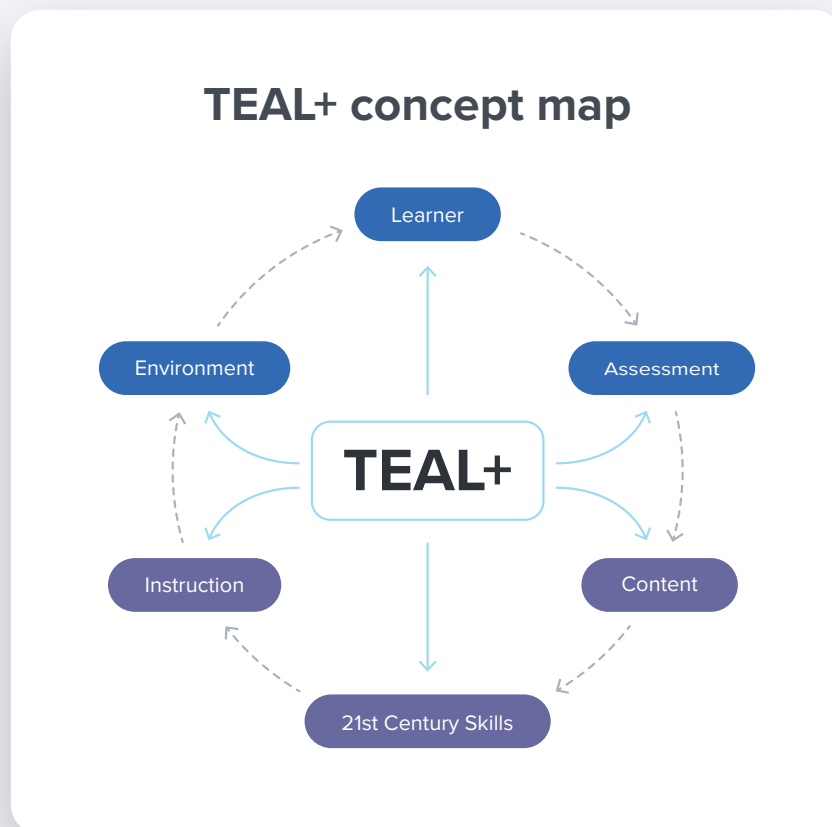 TEAL+ concept map
Learner
Environment
Assessment
TEAL+
Instruction
Content
21st Century Skills